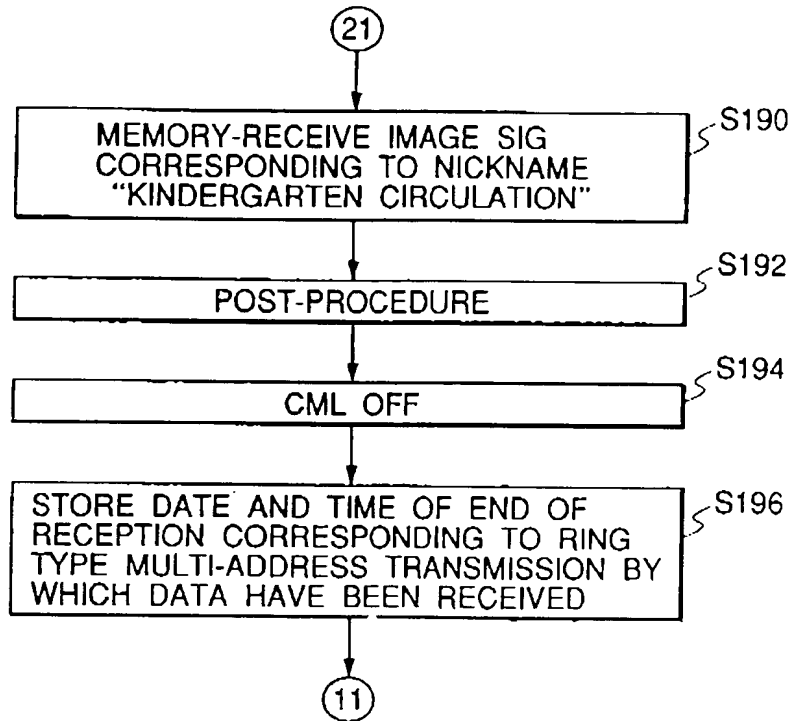 21
MEMORY-RECEIVE IMAGE SIG
CORRESPONDING TO NICKNAME
“KINDERGARTEN CIRCULATION”
S190
POST-PROCEDURE
S192
CML OFF
S194
STORE DATE AND TIME OF END OF
RECEPTION CORRESPONDING TO RING
TYPE MULTI-ADDRESS TRANSMISSION BY
WHICH DATA HAVE BEEN RECEIVED
S196
11